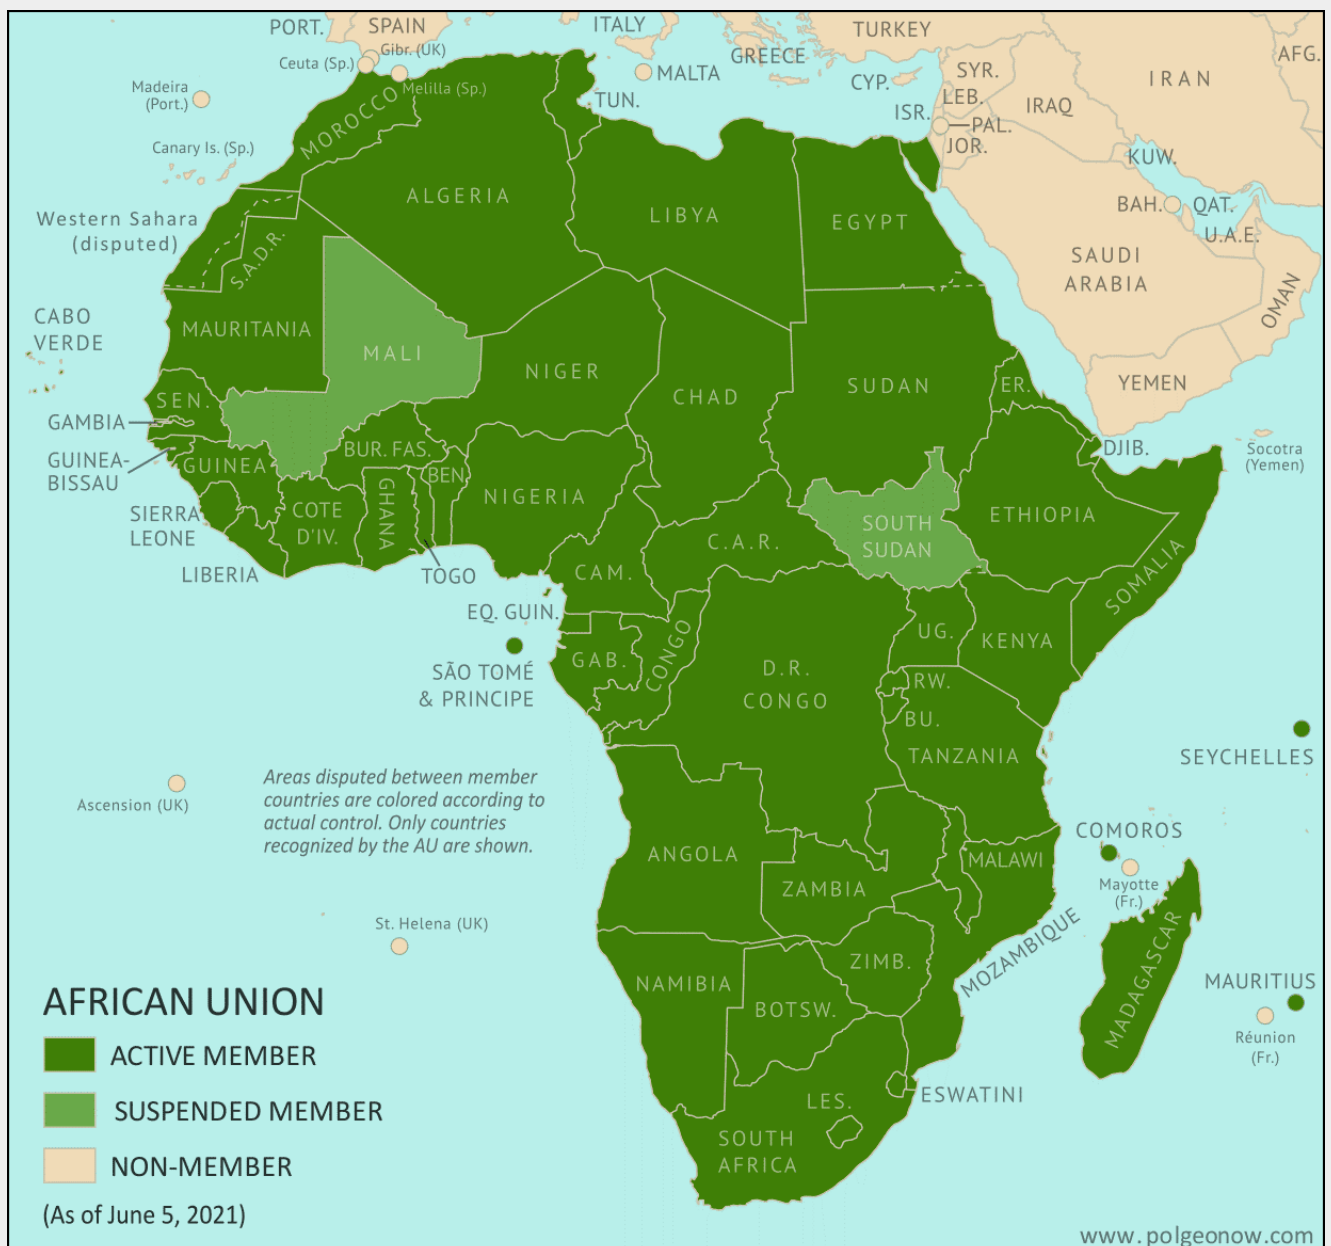 PORT.
SPAIN
ITALY
TURKEY
Gibr. (UK)
GREECE
AFG.
Ceuta (Sp.)
MALTA
SYR.
IRAN
Madeira
(Port.)
Melilla (Sp.)
CYP.
LEB.
TUN.
IRAQ
ISR.
PAL.
MOROCCO
Canary Is. (Sp.)
JOR.
KUW.
ALGERIA
BAH.
QAT.
Western Sahara
(disputed)
LIBYA
EGYPT
U.A.E.
S.A.D.R.
SAUDI
ARABIA
OMAN
CABO
VERDE
MAURITANIA
MALI
NIGER
CHAD
SUDAN
ER.
YEMEN
SEN.
GAMBIA
BUR. FAS.
DJIB.
Socotra
(Yemen)
GUINEA-
BISSAU
GUINEA
BEN.
NIGERIA
GHANA
COTE
D'IV.
ETHIOPIA
SIERRA
LEONE
SOUTH
SUDAN
C.A.R.
SOMALIA
LIBERIA
TOGO
CAM.
EQ. GUIN.
UG.
KENYA
GAB.
CONGO
SÃO TOMÉ
& PRINCIPE
D.R.
CONGO
RW.
BU.
TANZANIA
SEYCHELLES
Areas disputed between member
countries are colored according to
actual control. Only countries
recognized by the AU are shown.
Ascension (UK)
COMOROS
ANGOLA
MALAWI
ZAMBIA
Mayotte
(Fr.)
St. Helena (UK)
MOZAMBIQUE
MADAGASCAR
ZIMB.
NAMIBIA
BOTSW.
MAURITIUS
Réunion
(Fr.)
AFRICAN UNION
ACTIVE MEMBER
ESWATINI
LES.
SUSPENDED MEMBER
SOUTH
AFRICA
NON-MEMBER
(As of June 5, 2021)
www.polgeonow.com